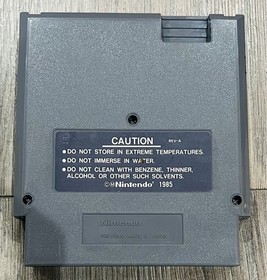 CAUTION
REV-A
•DO NOT STORE IN EXTREME TEMPERATURES.
•DO NOT IMMERSE IN WATER.
•DO NOT CLEAN WITH BENZENE, THINNER,
ALCOHOL OR OTHER SUCH SOLVENTS.
©Ⓜ Nintendo® 1985
Nintendo